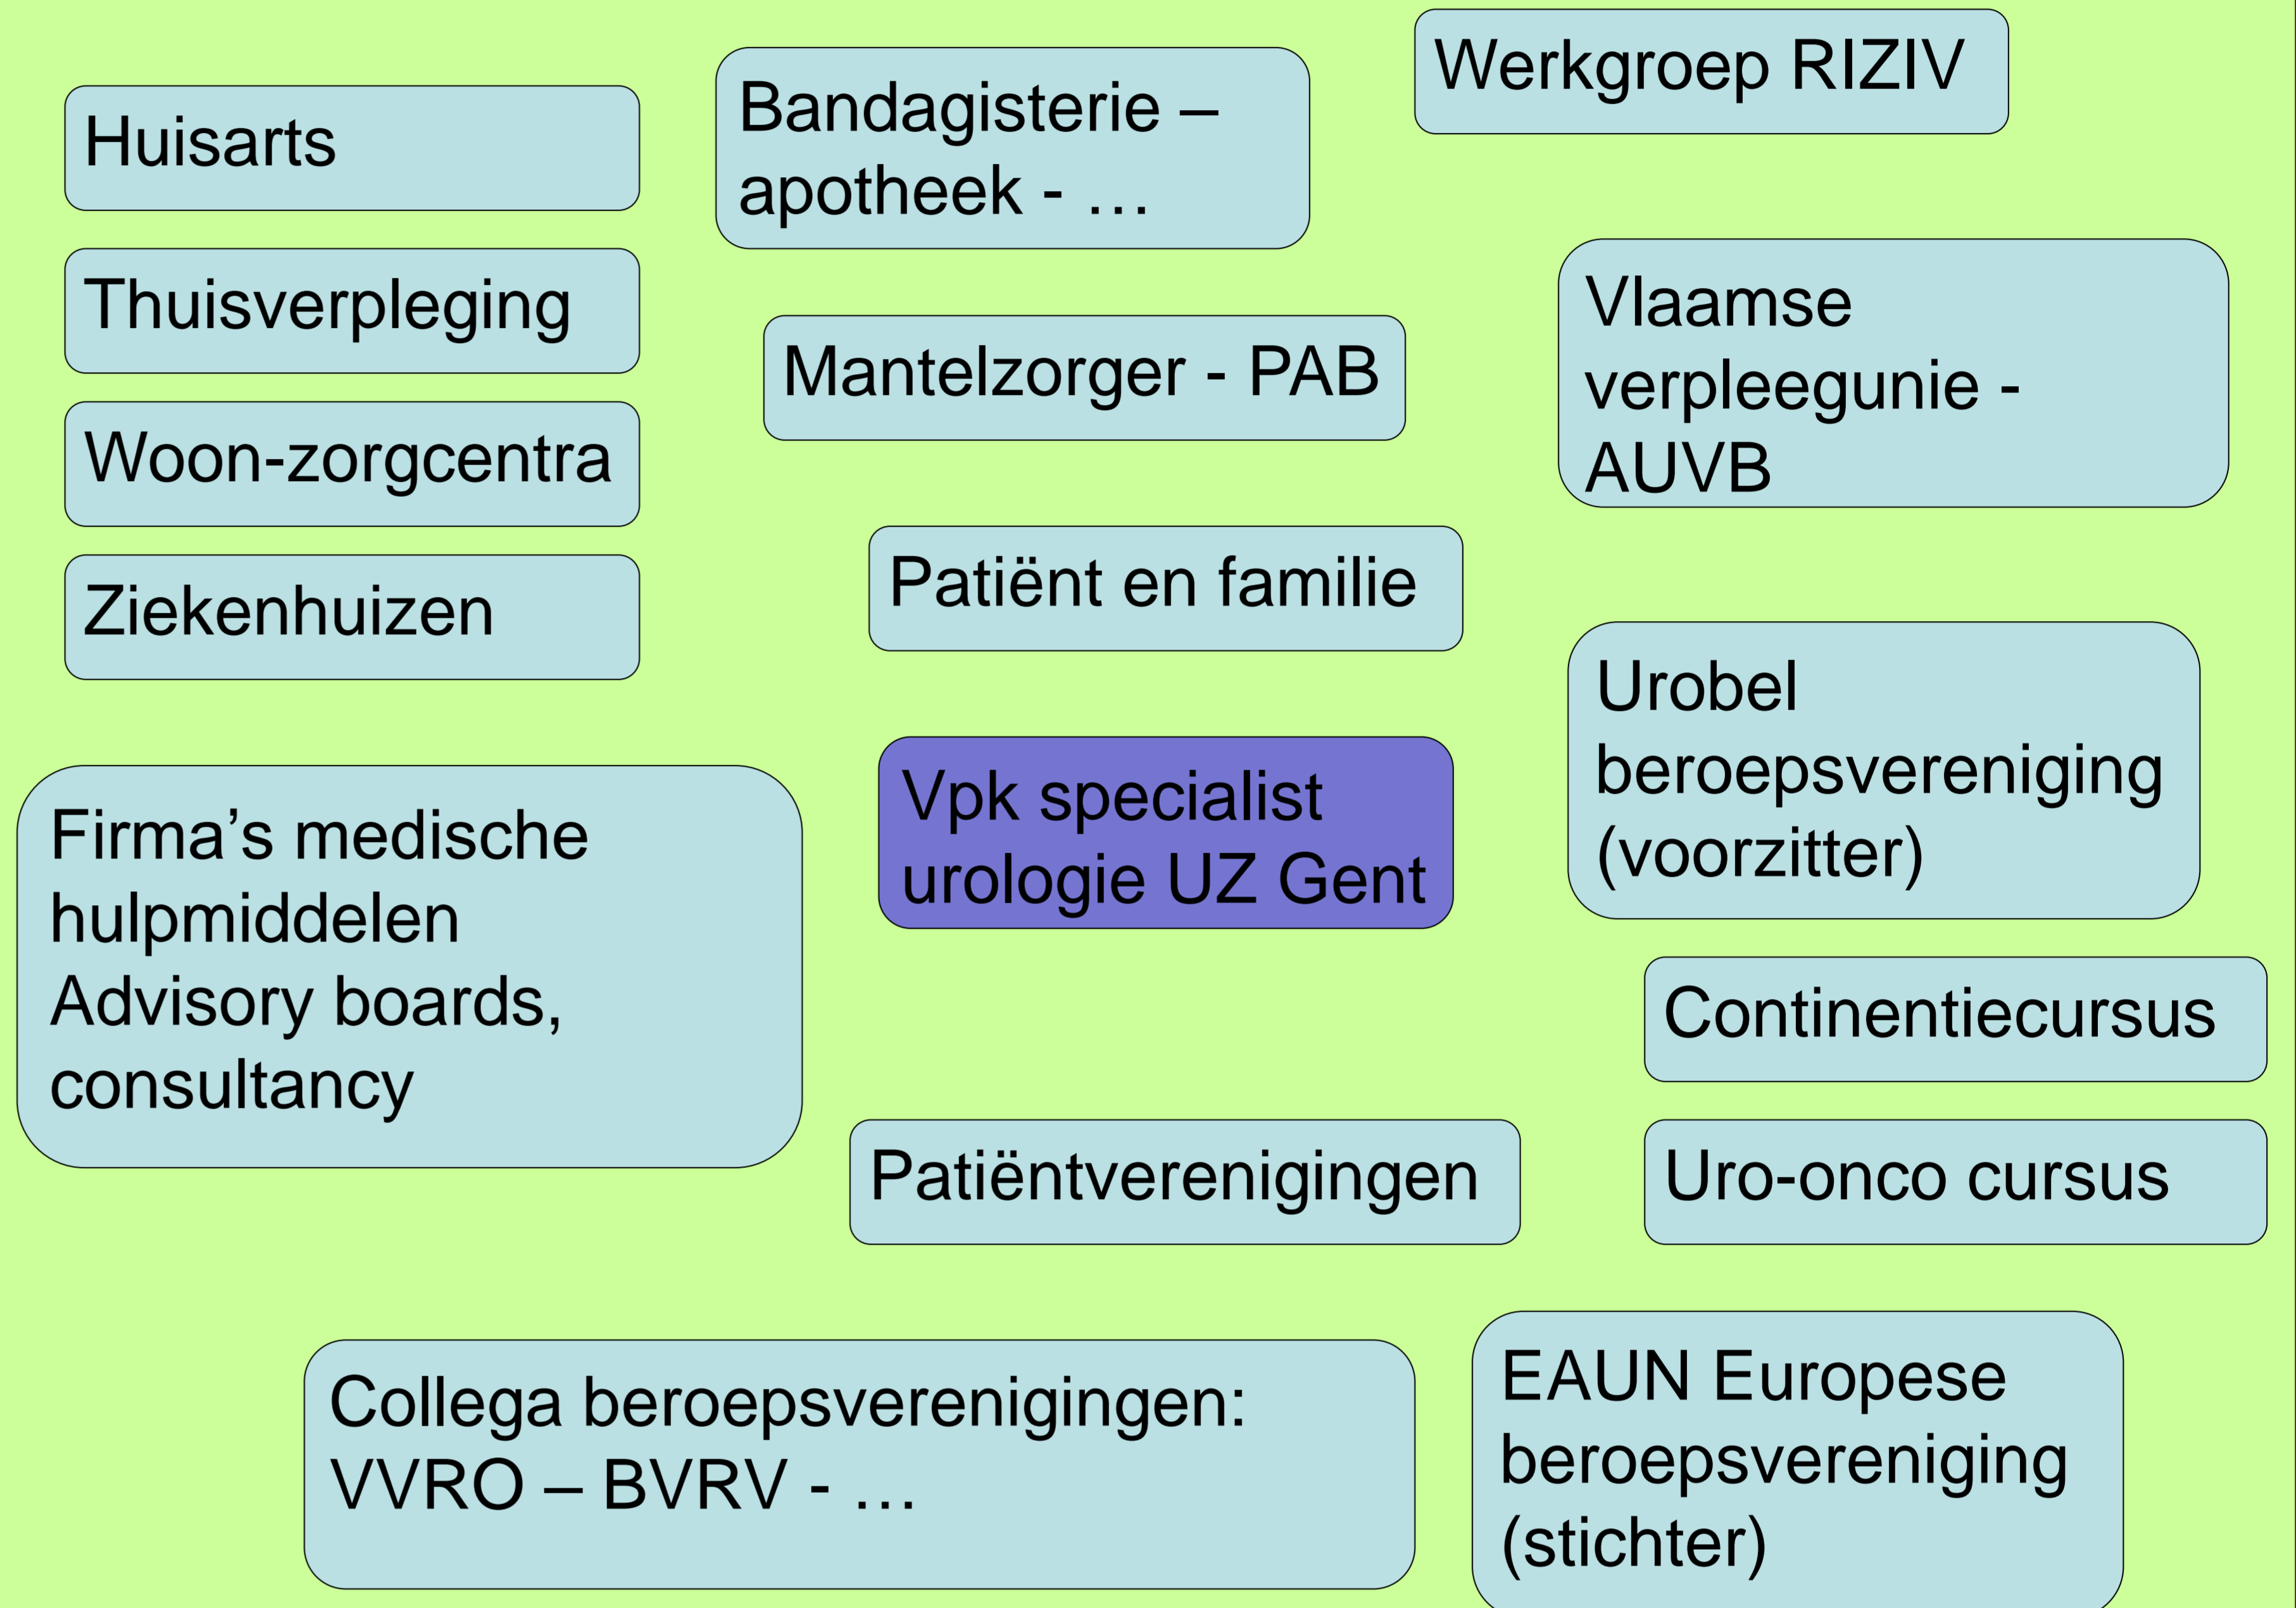 Huisarts
Thuisverpleging
Woon-zorgcentra
Ziekenhuizen
Firma’s medische
hulpmiddelen
Advisory boards,
consultancy
Bandagisterie –
apotheek - …
Mantelzorger - PAB
Patiënt en familie
Vpk specialist
urologie UZ Gent
Patiëntverenigingen
Collega beroepsverenigingen:
VVRO – BVRV - …
Werkgroep RIZIV
Vlaamse
verpleegunie -
AUVB
Urobel
beroepsvereniging
(voorzitter)
Continentiecursus
Uro-onco cursus
EAUN Europese
beroepsvereniging
(stichter)